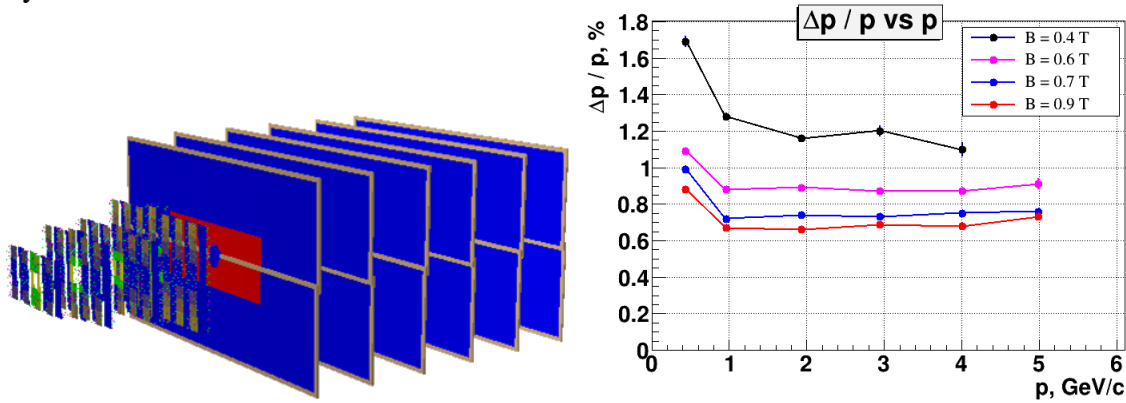 Δp / p vs p
Δp / p, %
1.8
1.6
1.4
1.2
1
0.8
0.6
0.4
0.2
0
B = 0.4 T
B = 0.6 T
B = 0.7 T
B = 0.9 T
0 1 2 3 4 5 6
p, GeV/c